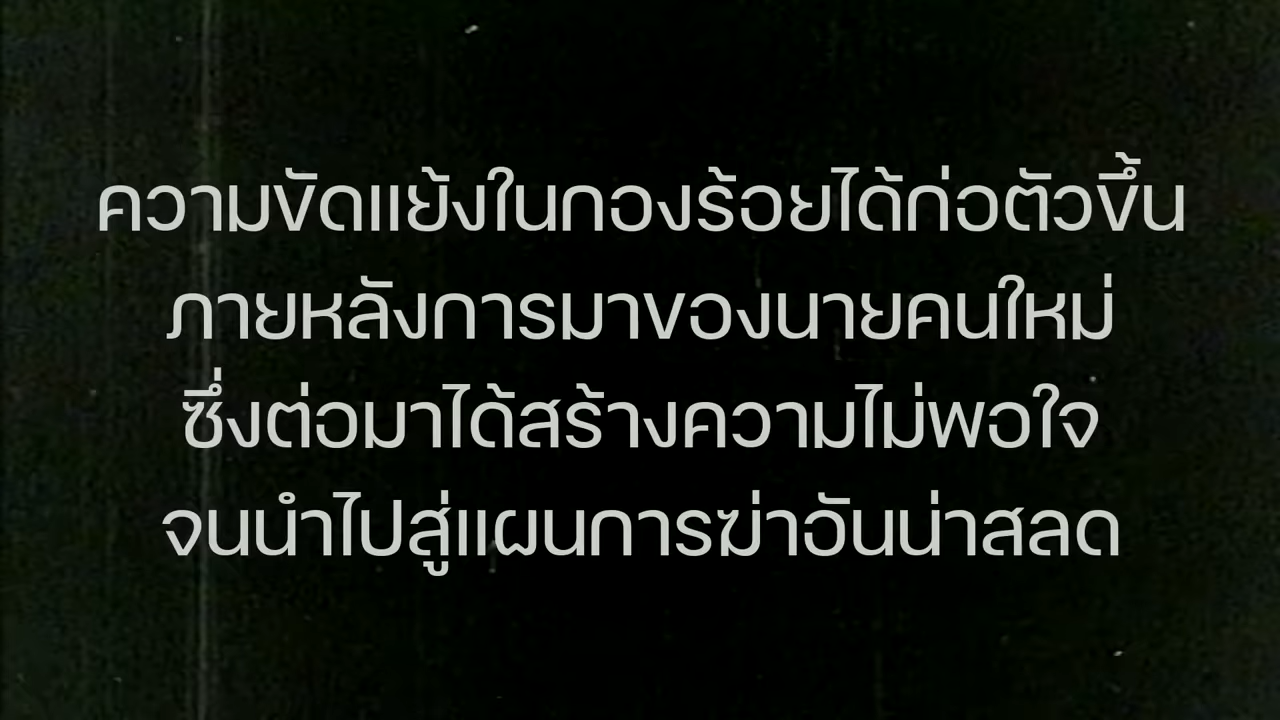 ความขัดแย้งในกองร้อยได้ก่อตัวขึ้น
ภายหลังการมาของนายคนใหม่
ซึ่งต่อมาได้สร้างความไม่พอใจ
จนนำไปสู่แผนการฆ่าอันน่าสลด